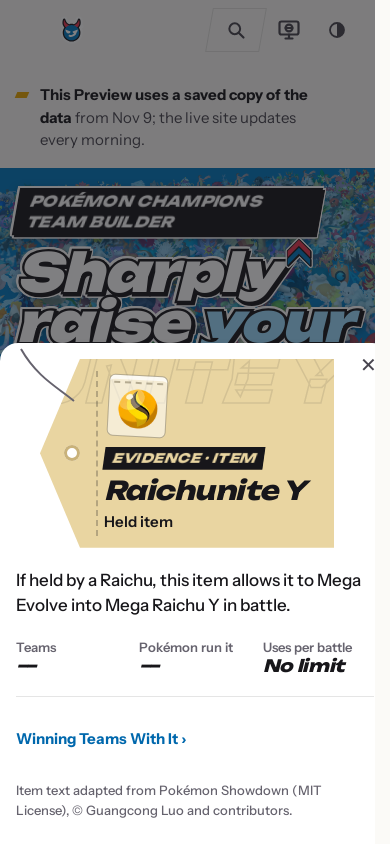 This Preview uses a saved copy of the
data from Nov 9; the live site updates
every morning.
POKÉMON CHAMPIONS
TEAM BUILDER
Sharply
raise your
EVIDENCE · ITEM
Raichunite Y
Held item
If held by a Raichu, this item allows it to Mega
Evolve into Mega Raichu Y in battle.
Teams
—
Pokémon run it
—
Uses per battle
No limit
Winning Teams With It ›
Item text adapted from Pokémon Showdown (MIT
License), © Guangcong Luo and contributors.